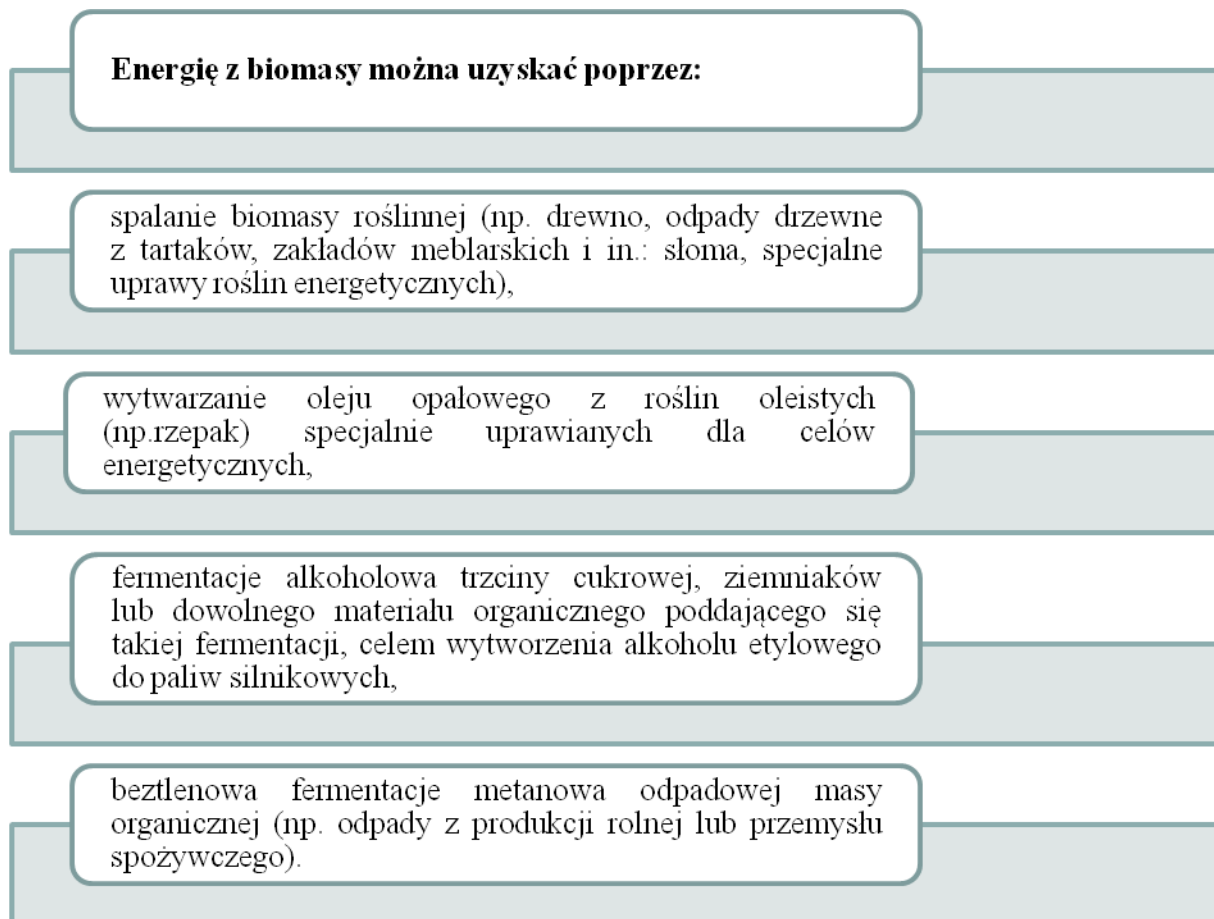 Energię z biomasy można uzyskać poprzez:
spalanie biomasy roślinnej (np. drewno, odpady drzewne
z tartaków, zakładów meblarskich i in.: słoma, specjalne
uprawy roślin energetycznych),
wytwarzanie oleju opałowego z roślin oleistych
(np.rzepak) specjalnie uprawianych dla celów
energetycznych,
fermentacje alkoholowa trzciny cukrowej, ziemniaków
lub dowolnego materiału organicznego poddającego się
takiej fermentacji, celem wytworzenia alkoholu etylowego
do paliw silnikowych,
beztlenowa fermentacje metanowa odpadowej masy
organicznej (np. odpady z produkcji rolnej lub przemysłu
spożywczego).